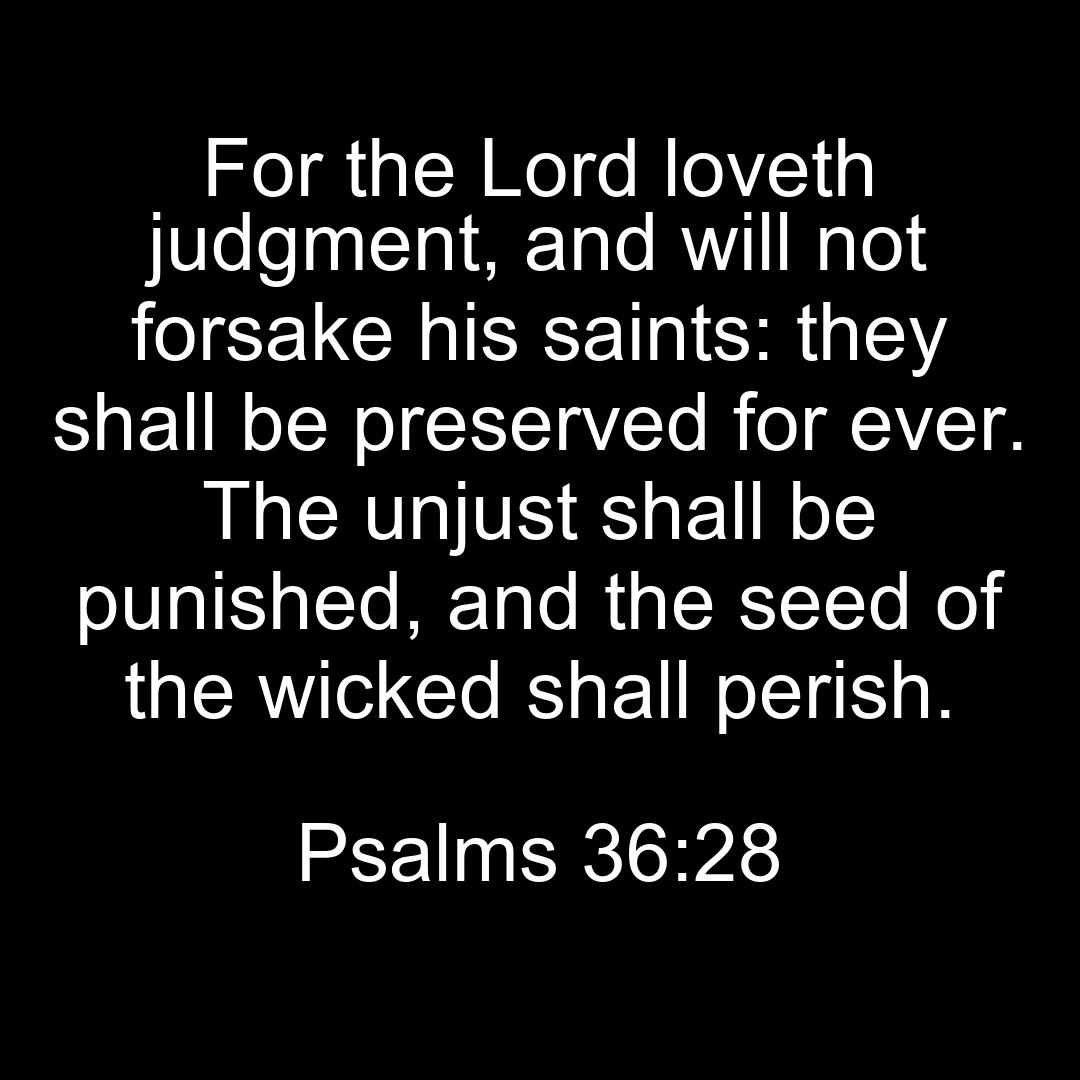 For the Lord loveth
judgment, and will not
forsake his saints: they
shall be preserved for ever.
The unjust shall be
punished, and the seed of
the wicked shall perish.
Psalms 36:28